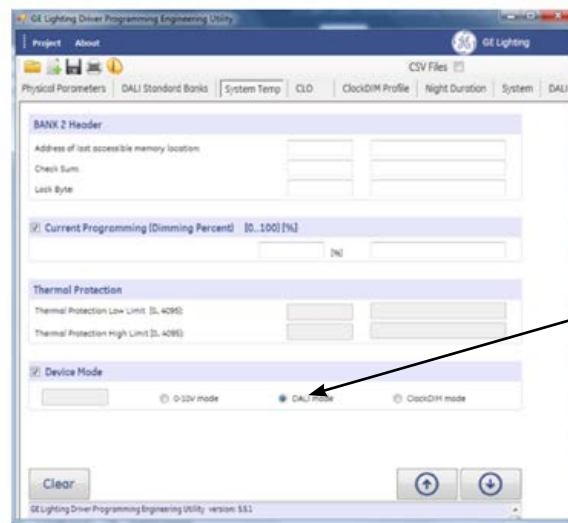 GE Lighting Driver Programming Engineering Utility
Project About
GE Lighting
CSV Files
Physical Parameters DALI Standard Banks System Temp CLO ClockDIM Profile Night Duration System DALI
BANK 2 Header
Address of last accessible memory location:
Check Sum:
Lock Byte:
Current Programming (Dimming Percent) [0..100] [%]
[%]
Thermal Protection
Thermal Protection Low Limit [0.. 4095]:
Thermal Protection High Limit [0.. 4095]:
Device Mode
0-10V mode DALI mode ClockDIM mode
Clear
GE Lighting Driver Programming Engineering Utility version: 5.5.1